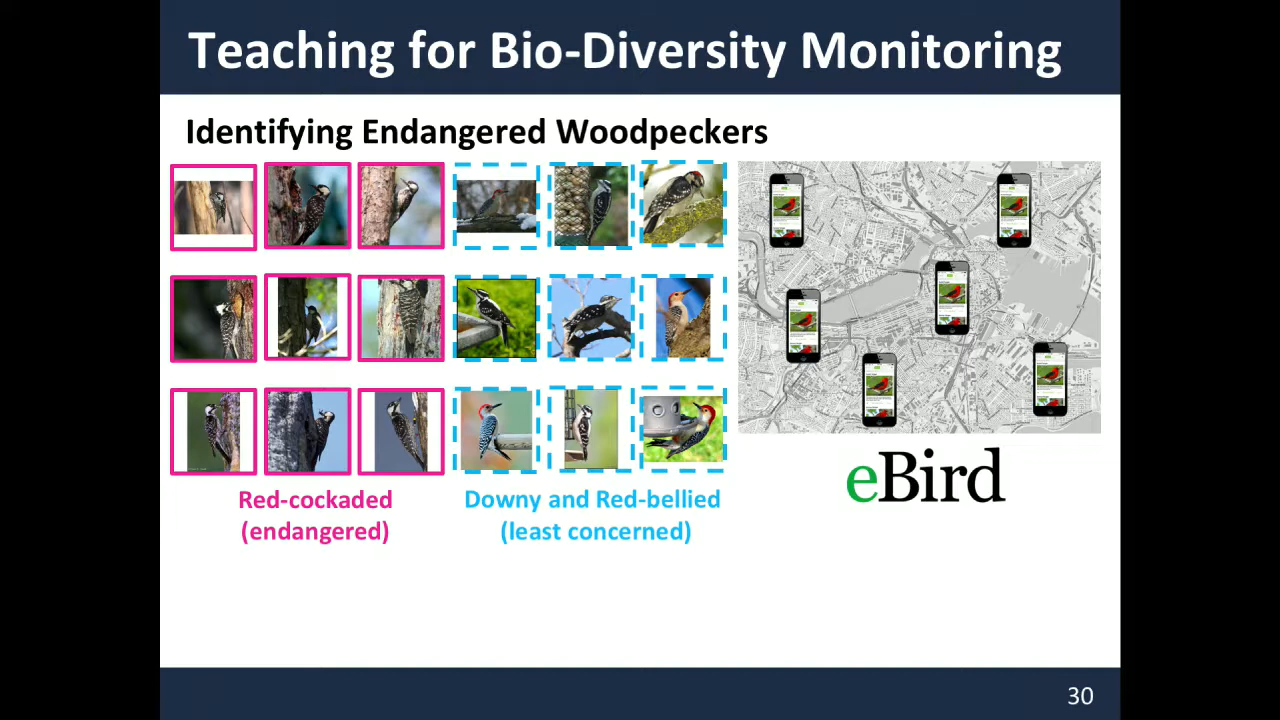 Teaching for Bio-Diversity Monitoring
Identifying Endangered Woodpeckers
Red-cockaded
(endangered)
Downy and Red-bellied
(least concerned)
eBird
30